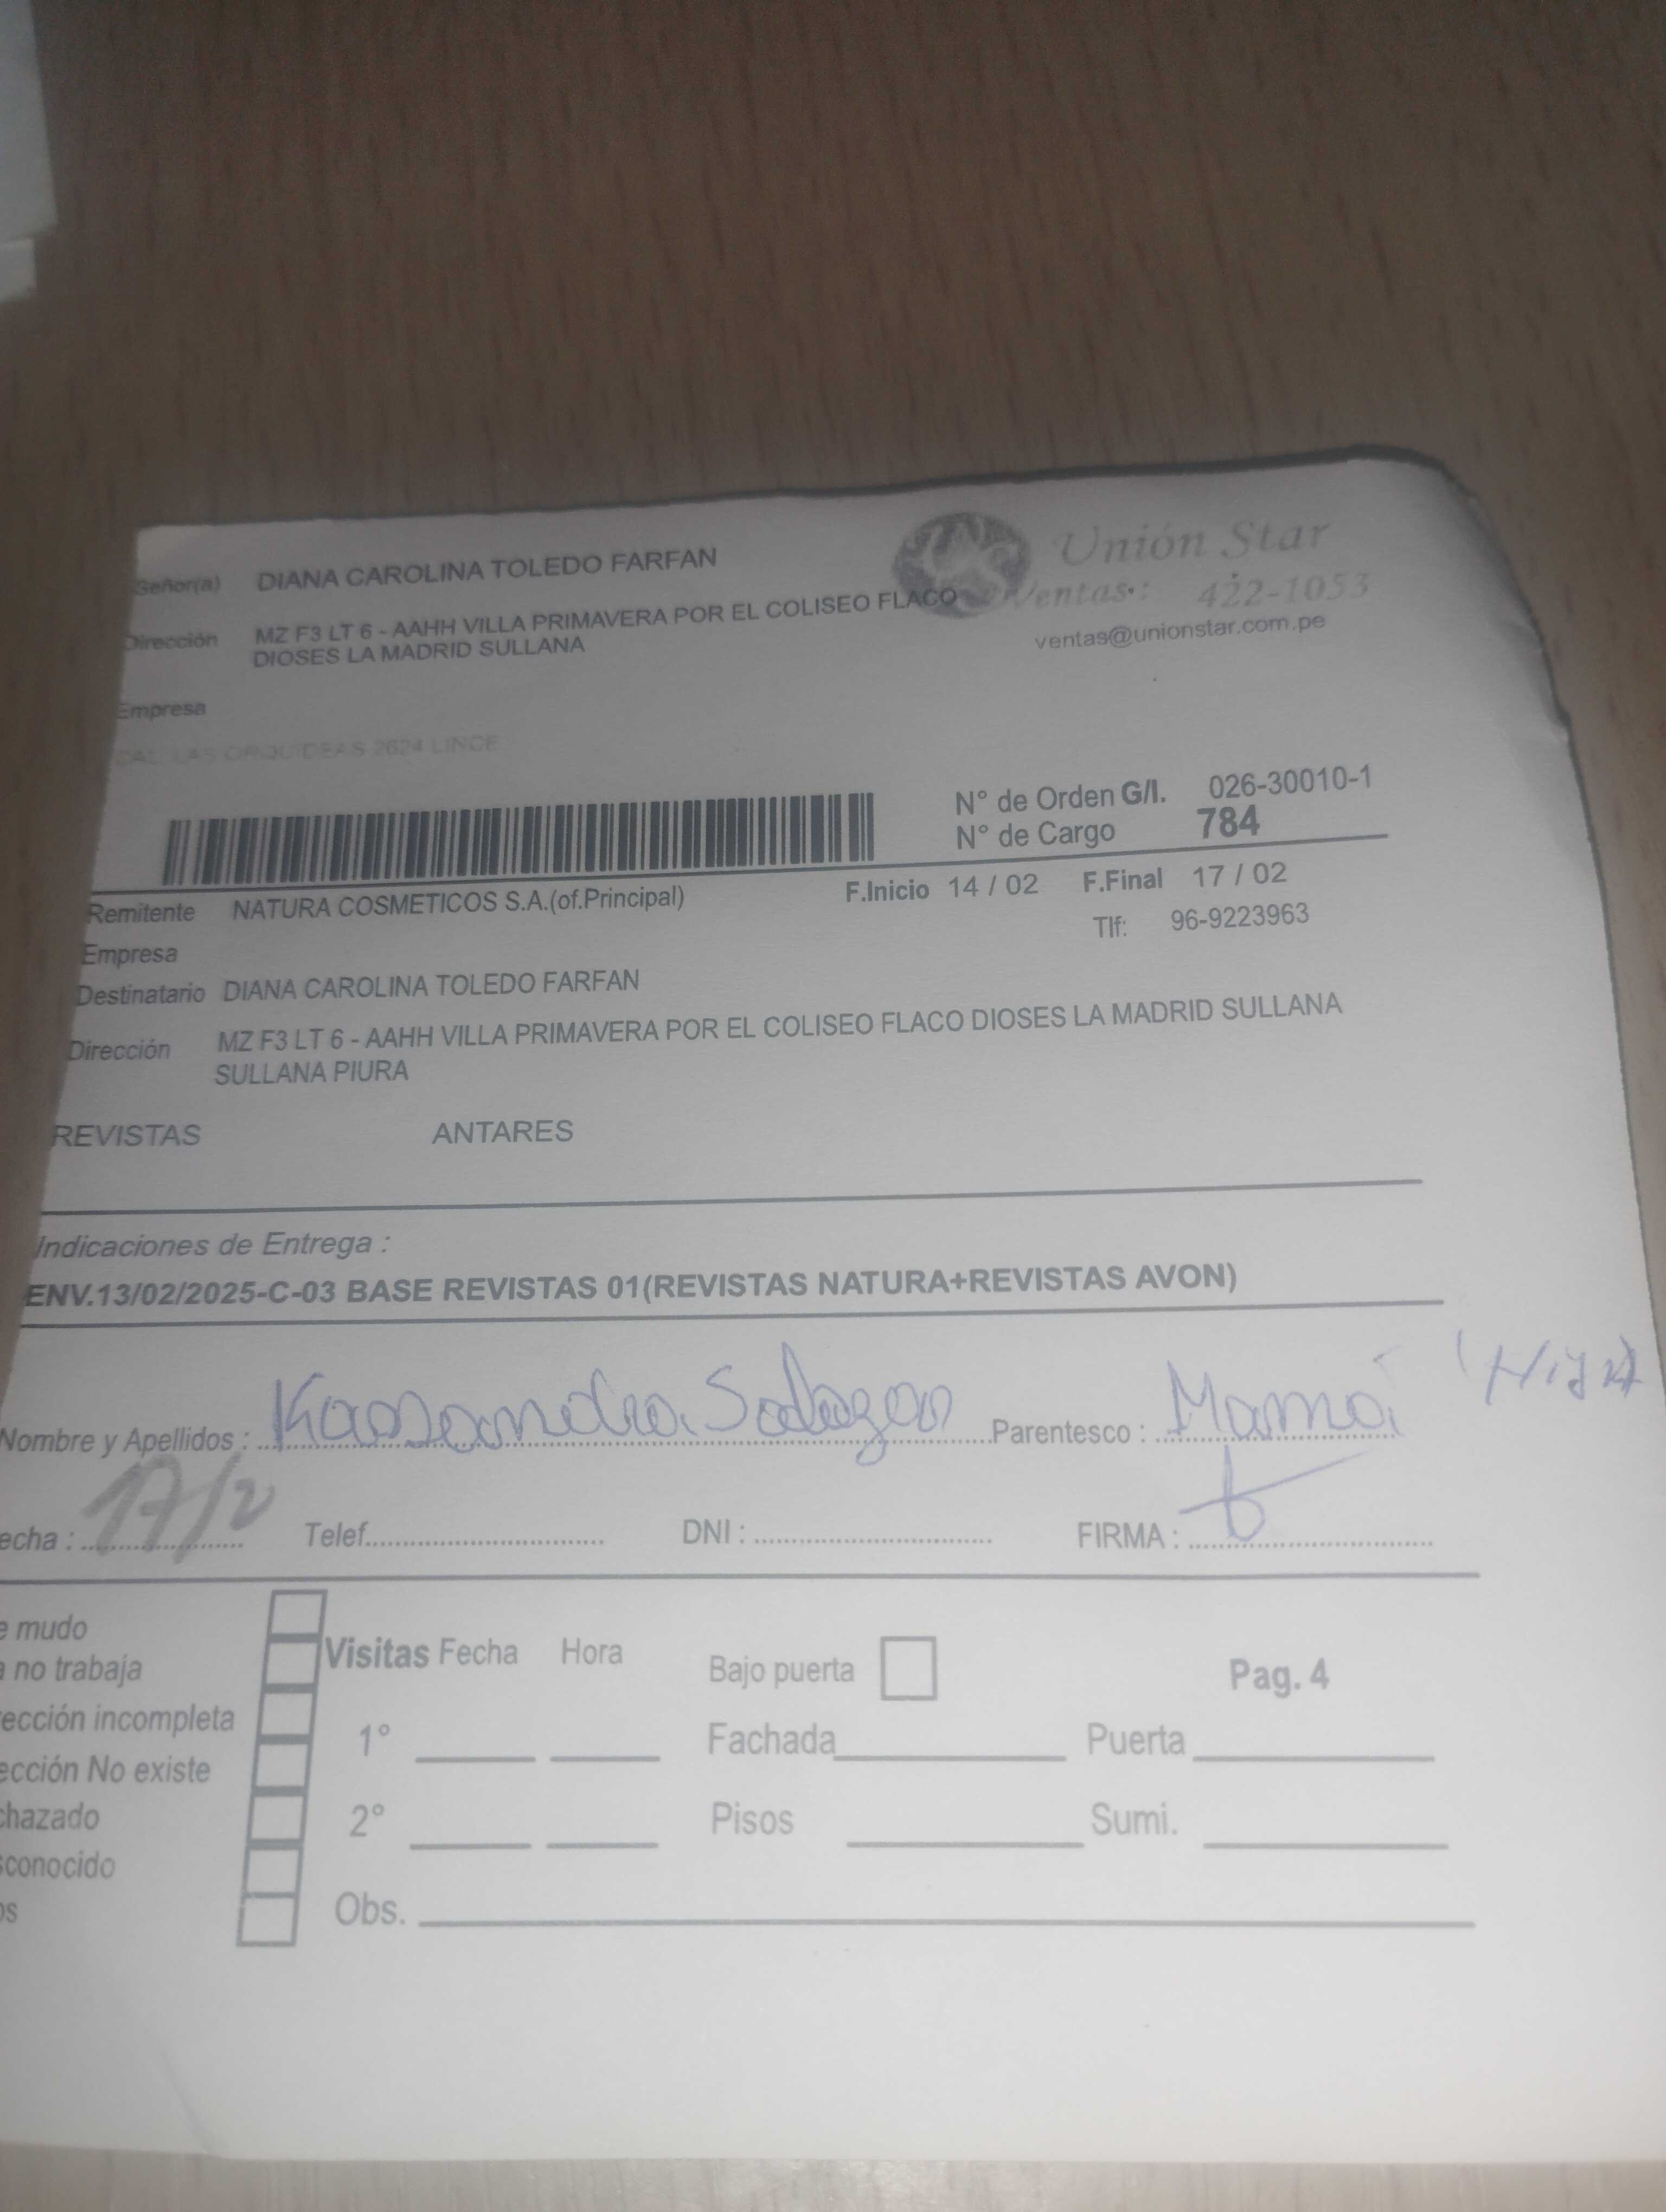 Señor(a) DIANA CAROLINA TOLEDO FARFAN
Unión Star
Dirección MZ F3 LT 6 - AAHH VILLA PRIMAVERA POR EL COLISEO FLACO
DIOSES LA MADRID SULLANA
Ventas.: 422-1053
ventas@unionstar.com.pe
Empresa
CAL LAS ORQUIDEAS 2624 LINCE
N° de Orden G/I. 026-30010-1
N° de Cargo 784
Remitente NATURA COSMETICOS S.A.(of.Principal) F.Inicio 14 / 02 F.Final 17 / 02
Empresa Tlf: 96-9223963
Destinatario DIANA CAROLINA TOLEDO FARFAN
Dirección MZ F3 LT 6 - AAHH VILLA PRIMAVERA POR EL COLISEO FLACO DIOSES LA MADRID SULLANA
SULLANA PIURA
REVISTAS ANTARES
Indicaciones de Entrega :
ENV.13/02/2025-C-03 BASE REVISTAS 01(REVISTAS NATURA+REVISTAS AVON)
Nombre y Apellidos : Kassandra Salazar Parentesco : Mamá
echa : 17/2 Telef. DNI : FIRMA :
e mudo
a no trabaja
ección incompleta
ección No existe
chazado
sconocido
os
Visitas Fecha Hora Bajo puerta Pag. 4
1° Fachada Puerta
2° Pisos Sumi.
Obs.